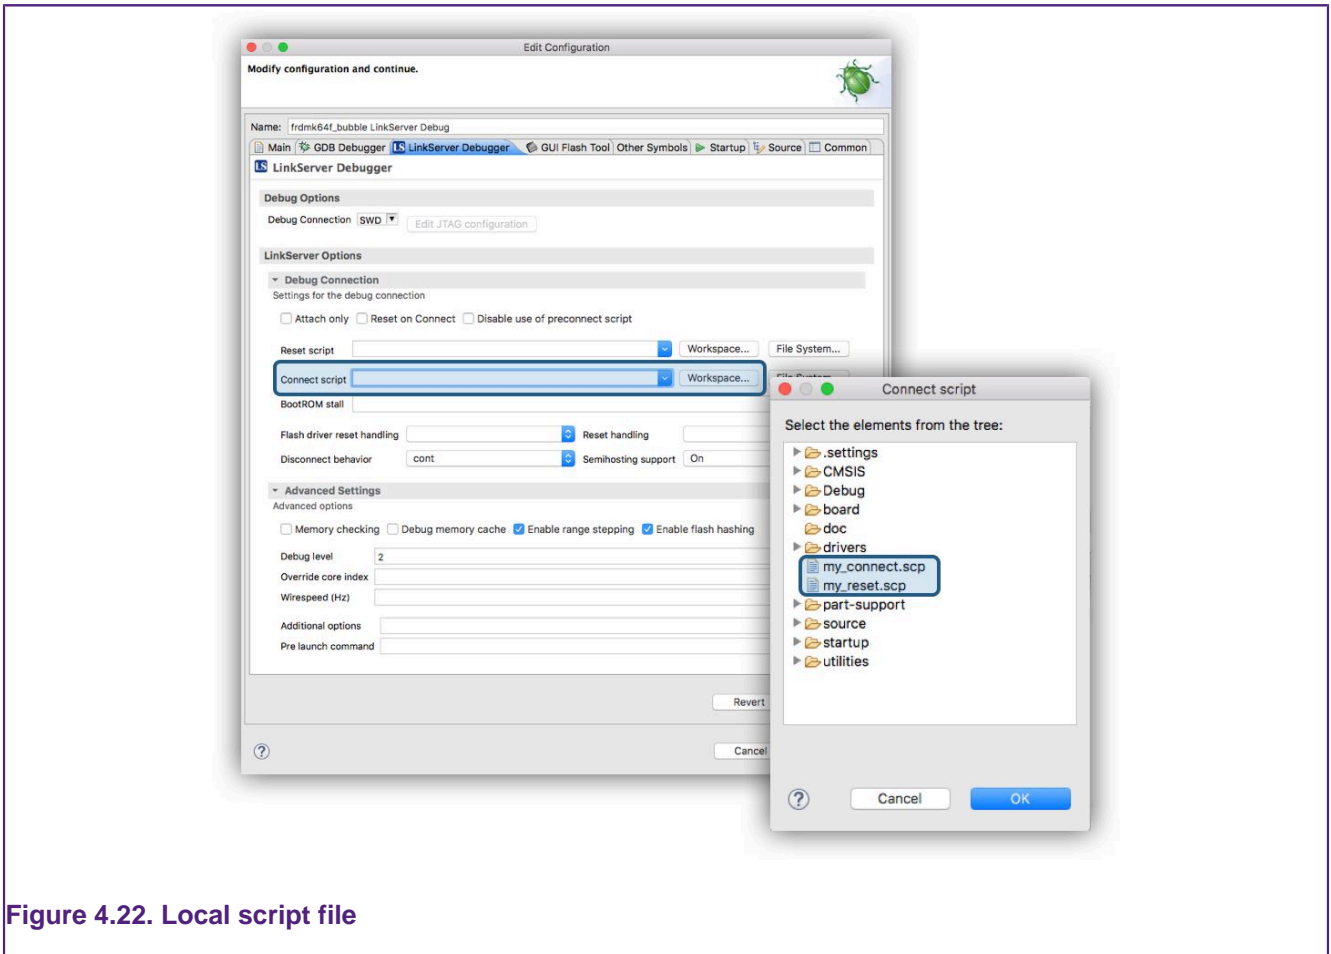 Edit Configuration
Modify configuration and continue.
Name: frdmk64f_bubble LinkServer Debug
Main GDB Debugger LS LinkServer Debugger GUI Flash Tool Other Symbols Startup Source Common
LS LinkServer Debugger
Debug Options
Debug Connection SWD Edit JTAG configuration
LinkServer Options
Debug Connection
Settings for the debug connection
Attach only Reset on Connect Disable use of preconnect script
Reset script Workspace... File System...
Connect script Workspace...
BootROM stall
Flash driver reset handling Reset handling
Disconnect behavior cont Semihosting support On
Advanced Settings
Advanced options
Memory checking Debug memory cache Enable range stepping Enable flash hashing
Debug level 2
Override core index
Wirespeed (Hz)
Additional options
Pre launch command
Revert
? Cancel
Connect script
Select the elements from the tree:
.settings
CMSIS
Debug
board
doc
drivers
my_connect.scp
my_reset.scp
part-support
source
startup
utilities
? Cancel OK
Figure 4.22. Local script file